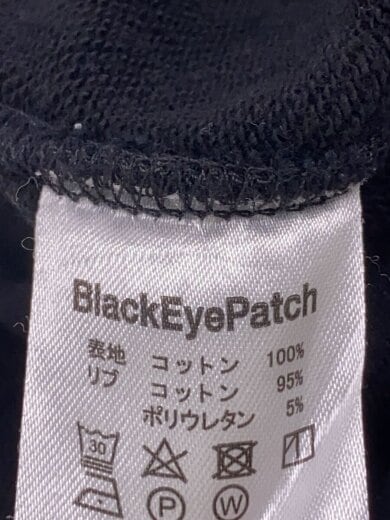 BlackEyePatch
表地 コットン 100%
リブ コットン 95%
ポリウレタン 5%
30
P W